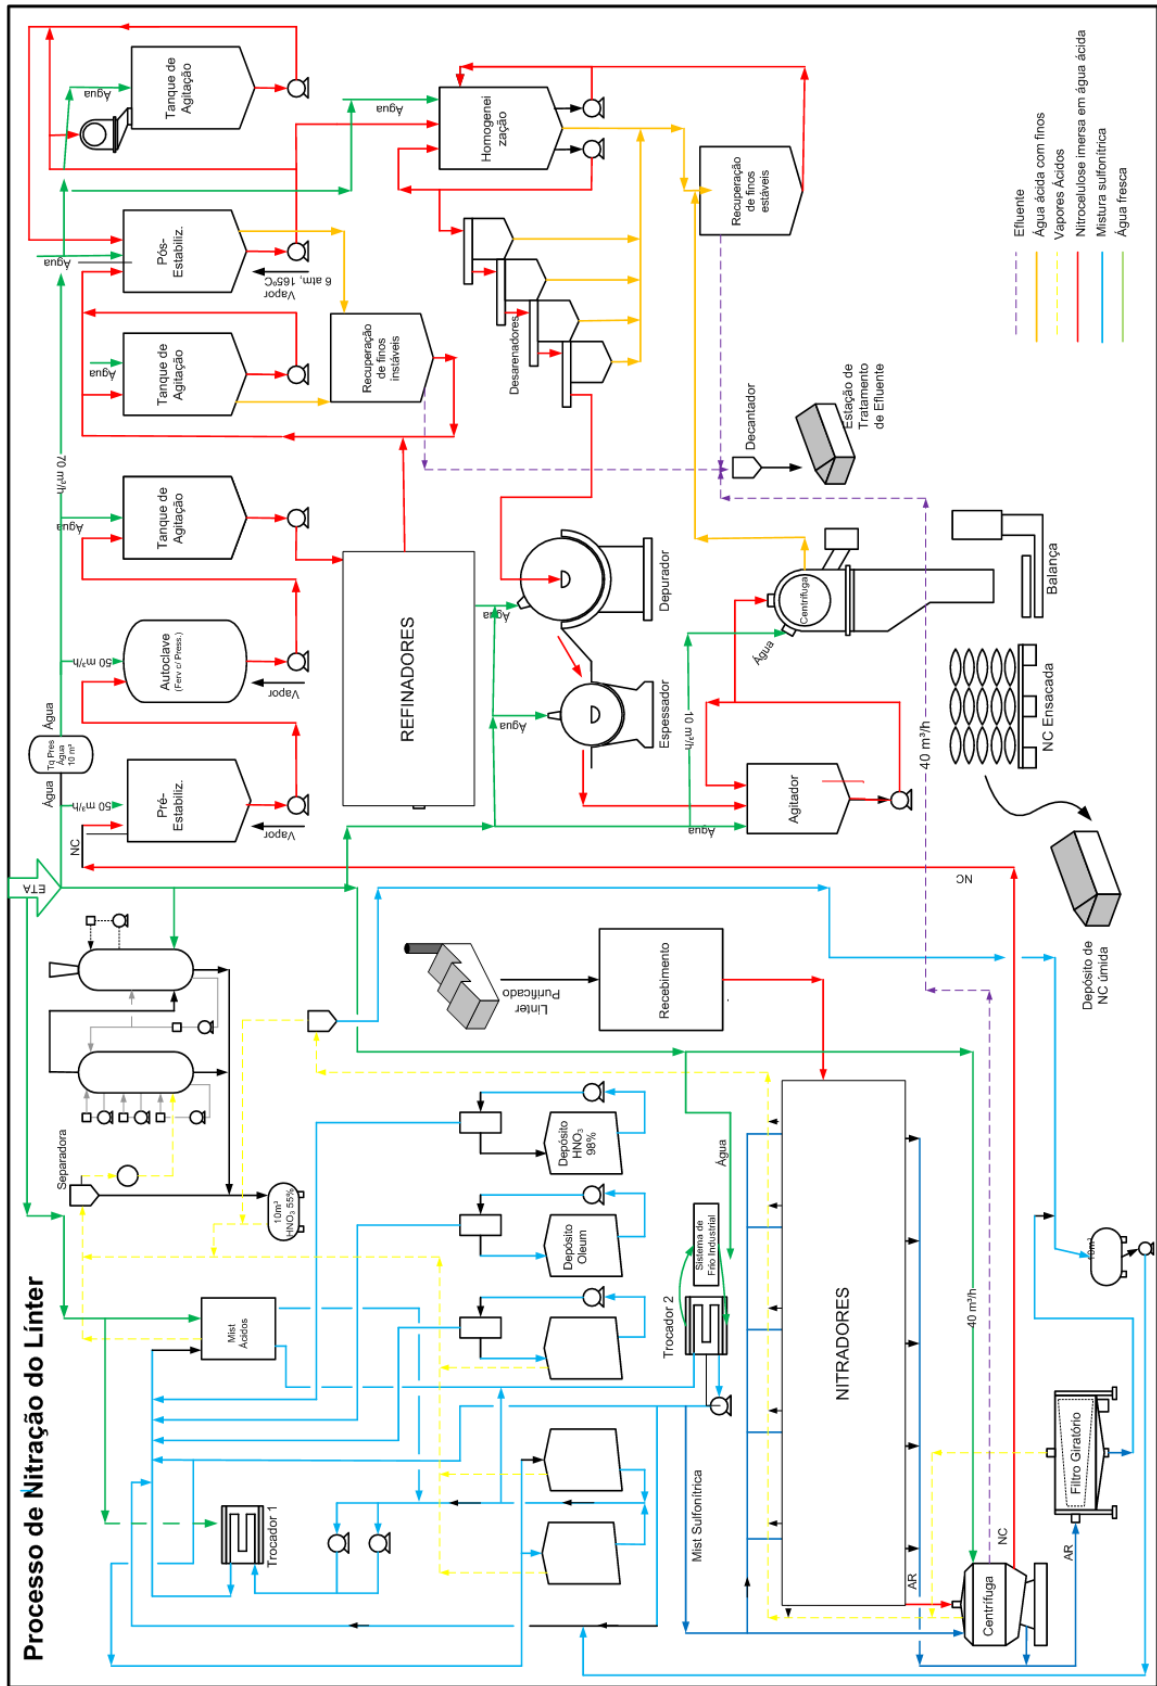 Processo de Nitração do Línter
ETA
Separadora
10m³
HNO₃ 55%
Mist
Ácidos
Trocador 1
Depósito
HNO₃
98%
Depósito
Oleum
Trocador 2
Sistema de
Frio Industrial
Água
Mist Sulfonítrica
Línter
Purificado
Recebimento
NITRADORES
AR
NC
Centrífuga
AR
Filtro Giratório
40 m³/h
NC
NC
Água
Tq Pres
Água
10 m³
Água
50 m³/h
Pré-
Estabiliz.
Vapor
50 m³/h
Autoclave
(Ferv c/ Press.)
Vapor
70 m³/h
Água
Tanque de
Agitação
REFINADORES
Água
Tanque de
Agitação
Água
Pós-
Estabiliz.
Vapor
6 atm, 165ºC
Recuperação
de finos
instáveis
Água
Tanque de
Agitação
Água
Homogenei
zação
Desarenadores
Recuperação
de finos
estáveis
Decantador
Estação de
Tratamento
de Efluente
Água
Depurador
Água
Espessador
Água
10 m³/h
Agitador
Água
Centrífuga
40 m³/h
Balança
NC Ensacada
Depósito de
NC úmida
Efluente
Água ácida com finos
Vapores Ácidos
Nitrocelulose imersa em água ácida
Mistura sulfonítrica
Água fresca